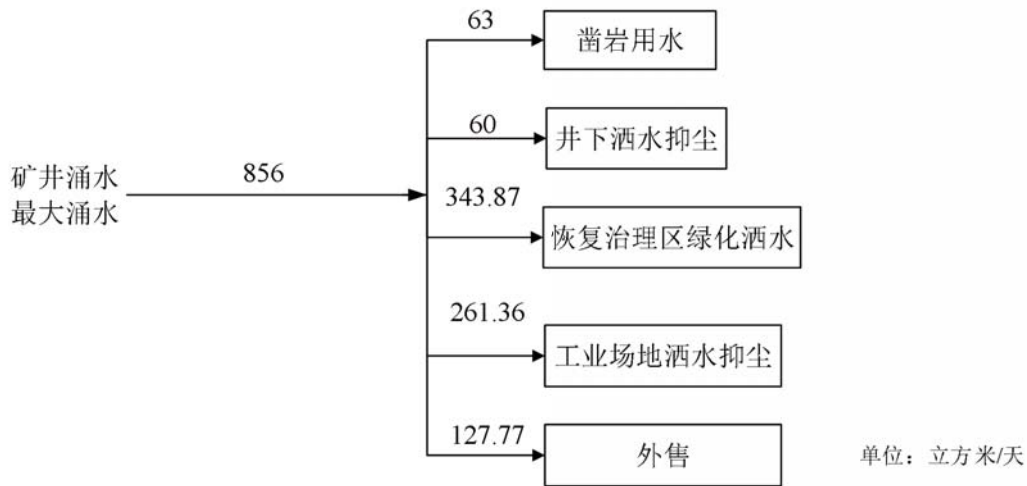 63
凿岩用水
60
井下洒水抑尘
矿井涌水
最大涌水
856
343.87
恢复治理区绿化洒水
261.36
工业场地洒水抑尘
127.77
外售
单位：立方米/天